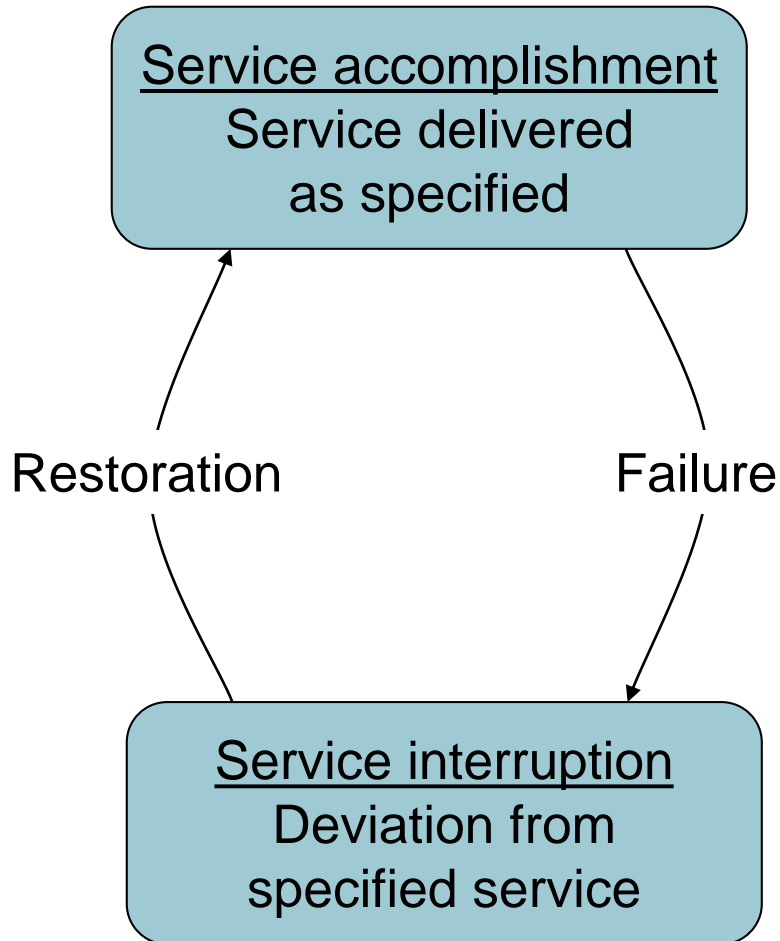 Service accomplishment
Service delivered
as specified
Restoration
Failure
Service interruption
Deviation from
specified service